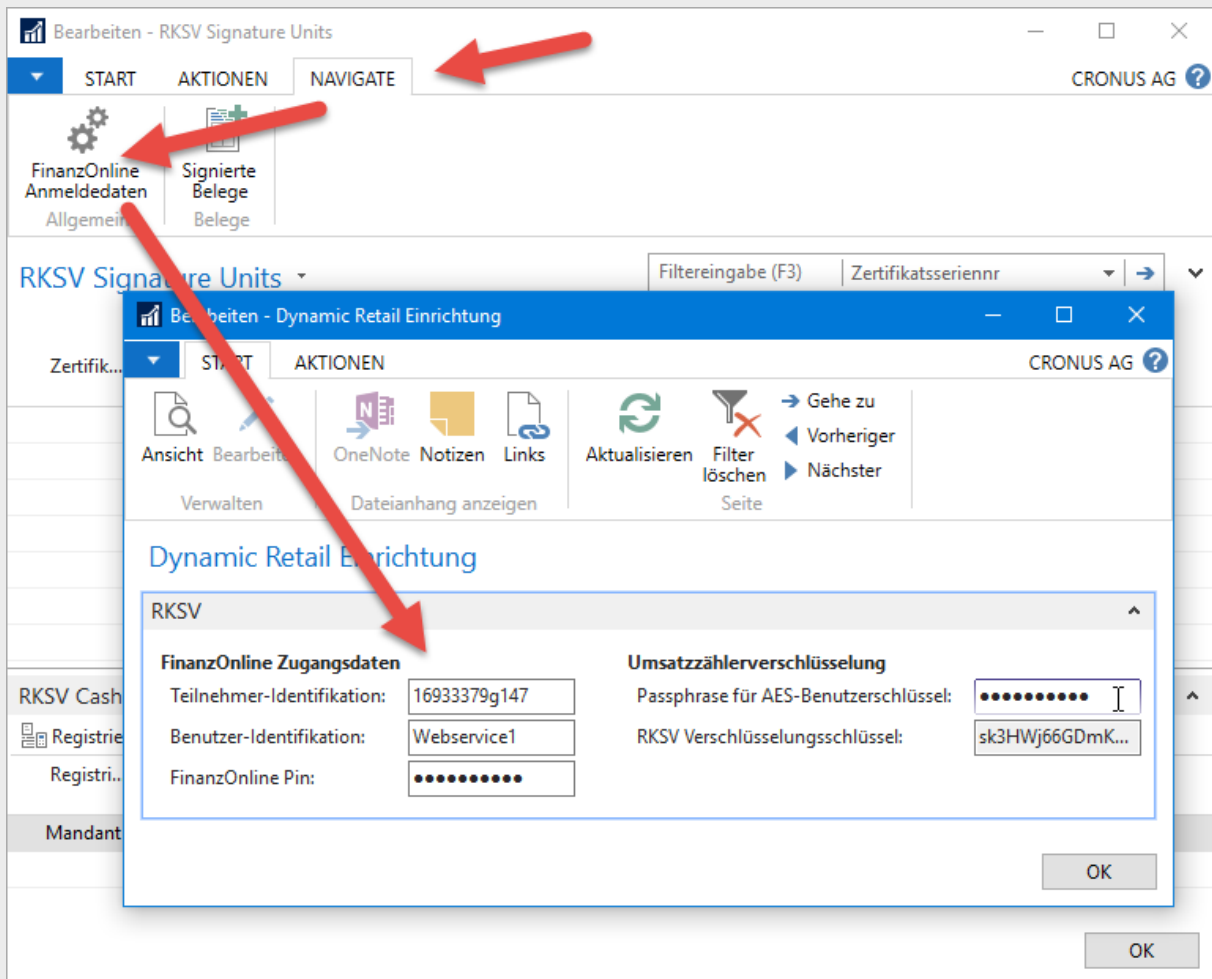 Bearbeiten - RKSV Signature Units
START AKTIONEN NAVIGATE CRONUS AG ?
FinanzOnline Anmeldedaten
Signierte Belege
Allgemein Belege
RKSV Signature Units
Filtereingabe (F3) Zertifikatsseriennr
Zertifik...
Bearbeiten - Dynamic Retail Einrichtung
START AKTIONEN CRONUS AG ?
Ansicht Bearbeiten OneNote Notizen Links Aktualisieren Filter löschen
Gehe zu
Vorheriger
Nächster
Verwalten Dateianhang anzeigen Seite
Dynamic Retail Einrichtung
RKSV
FinanzOnline Zugangsdaten
Teilnehmer-Identifikation: 16933379g147
Benutzer-Identifikation: Webservice1
FinanzOnline Pin: ●●●●●●●●●●
Umsatzzählerverschlüsselung
Passphrase für AES-Benutzerschlüssel: ●●●●●●●●●●
RKSV Verschlüsselungsschlüssel: sk3HWj66GDmK...
OK
RKSV Cash
Registrie
Registri...
Mandant
OK